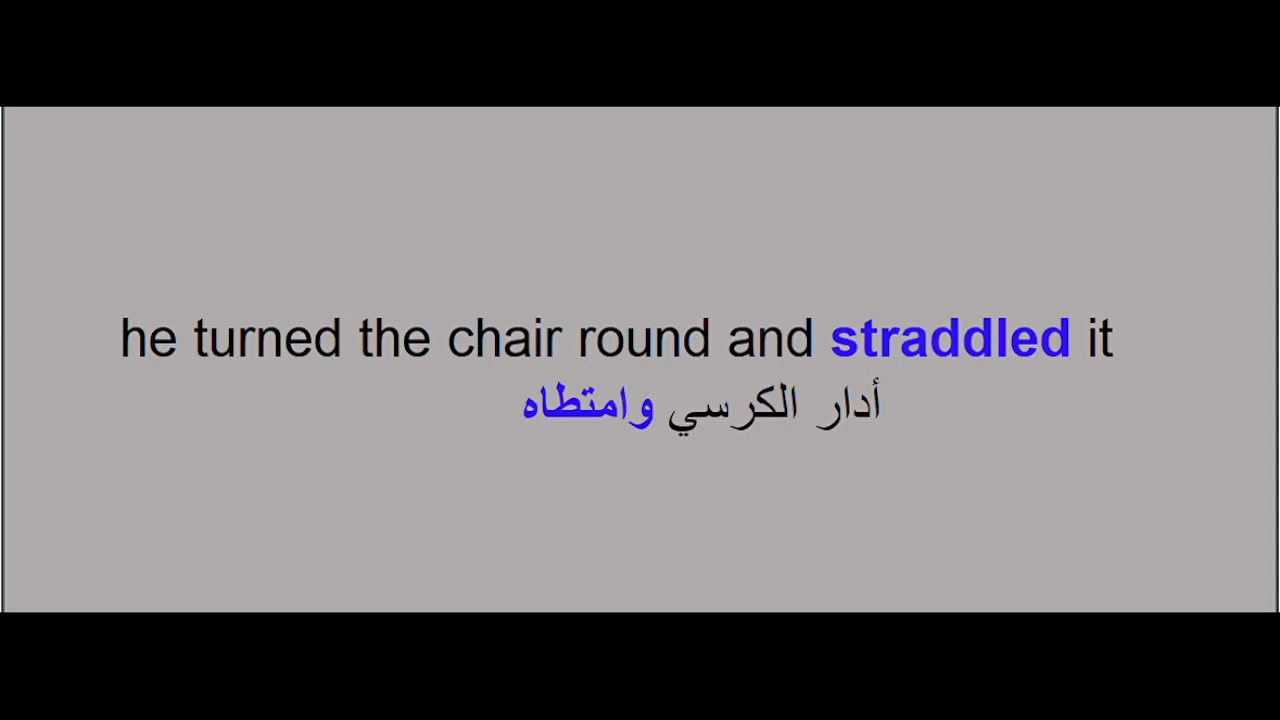 he turned the chair round and straddled it
أدار الكرسي وامتطاه